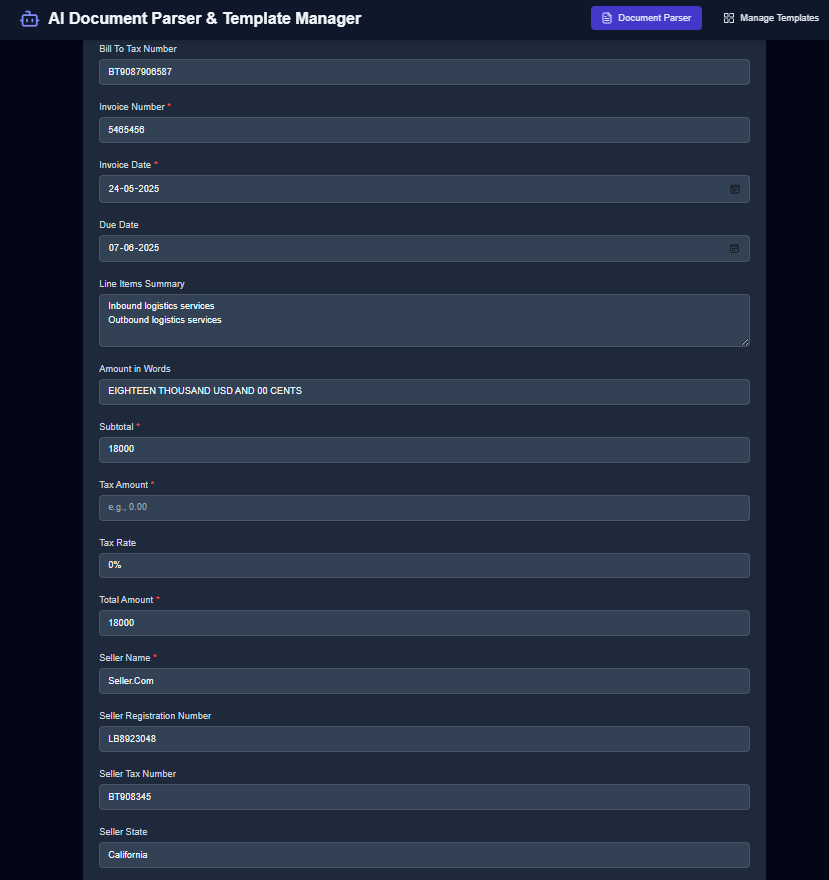 AI Document Parser & Template Manager
Document Parser
Manage Templates
Bill To Tax Number
BT9087906587
Invoice Number *
5465456
Invoice Date *
24-05-2025
Due Date
07-06-2025
Line Items Summary
Inbound logistics services
Outbound logistics services
Amount in Words
EIGHTEEN THOUSAND USD AND 00 CENTS
Subtotal *
18000
Tax Amount *
e.g., 0.00
Tax Rate
0%
Total Amount *
18000
Seller Name *
Seller.Com
Seller Registration Number
LB8923048
Seller Tax Number
BT908345
Seller State
California